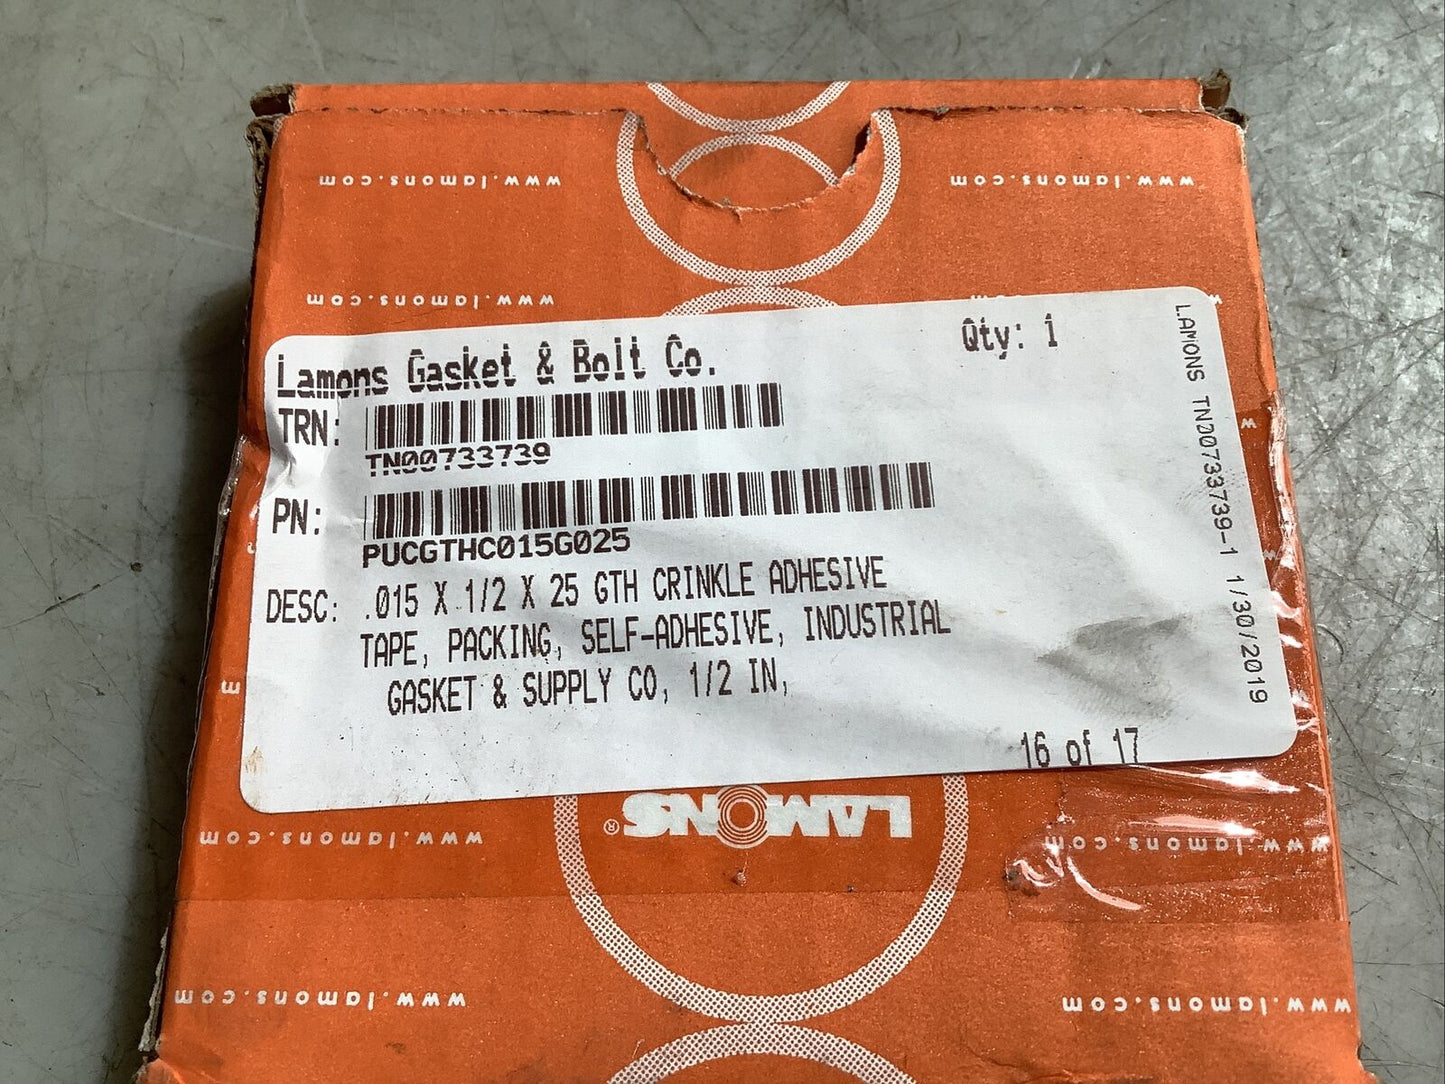 www.lamons.com
www.lamons.com
www.lamons.com
Lamons Gasket & Bolt Co.
Qty: 1
TRN:
TN00733739
PN:
PUCGTHC015G025
DESC: .015 X 1/2 X 25 GTH CRINKLE ADHESIVE
TAPE, PACKING, SELF-ADHESIVE, INDUSTRIAL
GASKET & SUPPLY CO, 1/2 IN,
16 of 17
LAMONS TN00733739-1 1/30/2019
LAMONS®
www.lamons.com
www.lamons.com
www.lamons.com
www.lamons.com